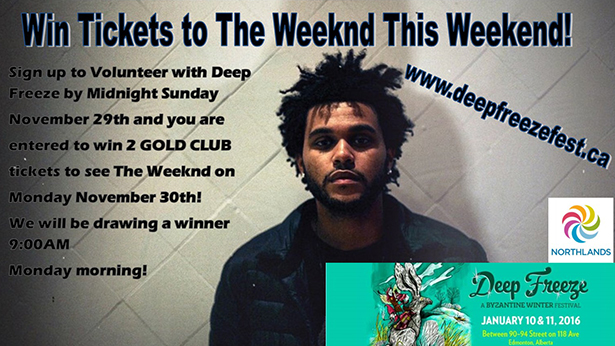 Win Tickets to The Weeknd This Weekend!
Sign up to Volunteer with Deep
Freeze by Midnight Sunday
November 29th and you are
entered to win 2 GOLD CLUB
tickets to see The Weeknd on
Monday November 30th!
We will be drawing a winner
9:00AM
Monday morning!
www.deepfreezefest.ca
NORTHLANDS
Deep Freeze
A BYZANTINE WINTER FESTIVAL
JANUARY 10 & 11, 2016
Between 90-94 Street on 118 Ave
Edmonton, Alberta